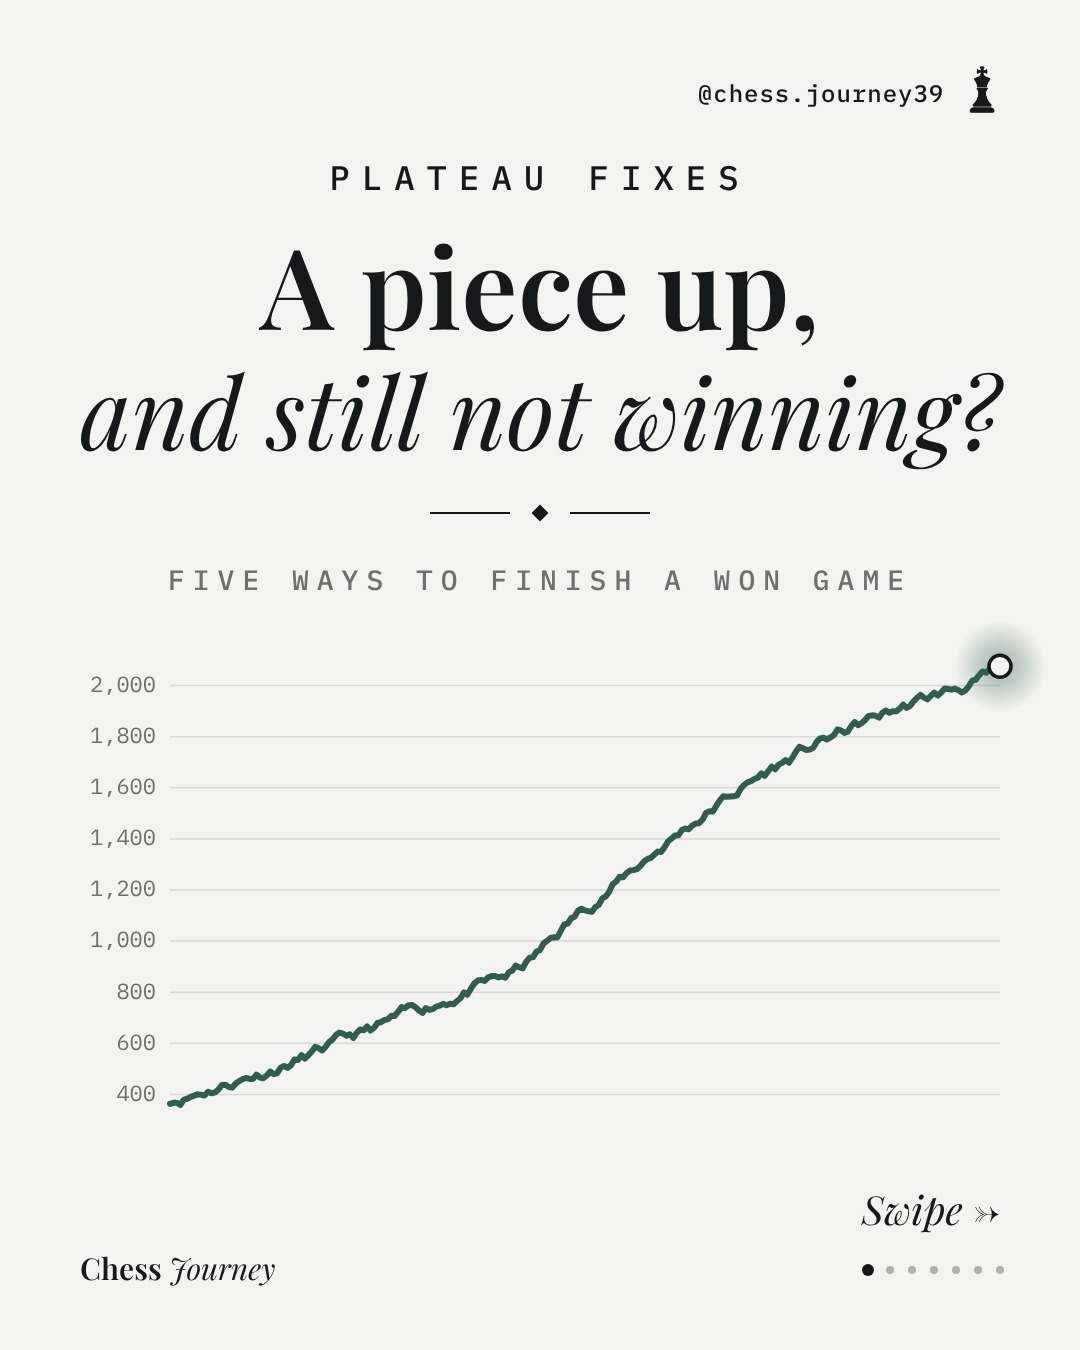 @chess.journey39
PLATEAU FIXES
A piece up,
and still not winning?
FIVE WAYS TO FINISH A WON GAME
2,000
1,800
1,600
1,400
1,200
1,000
800
600
400
Swipe
Chess Journey